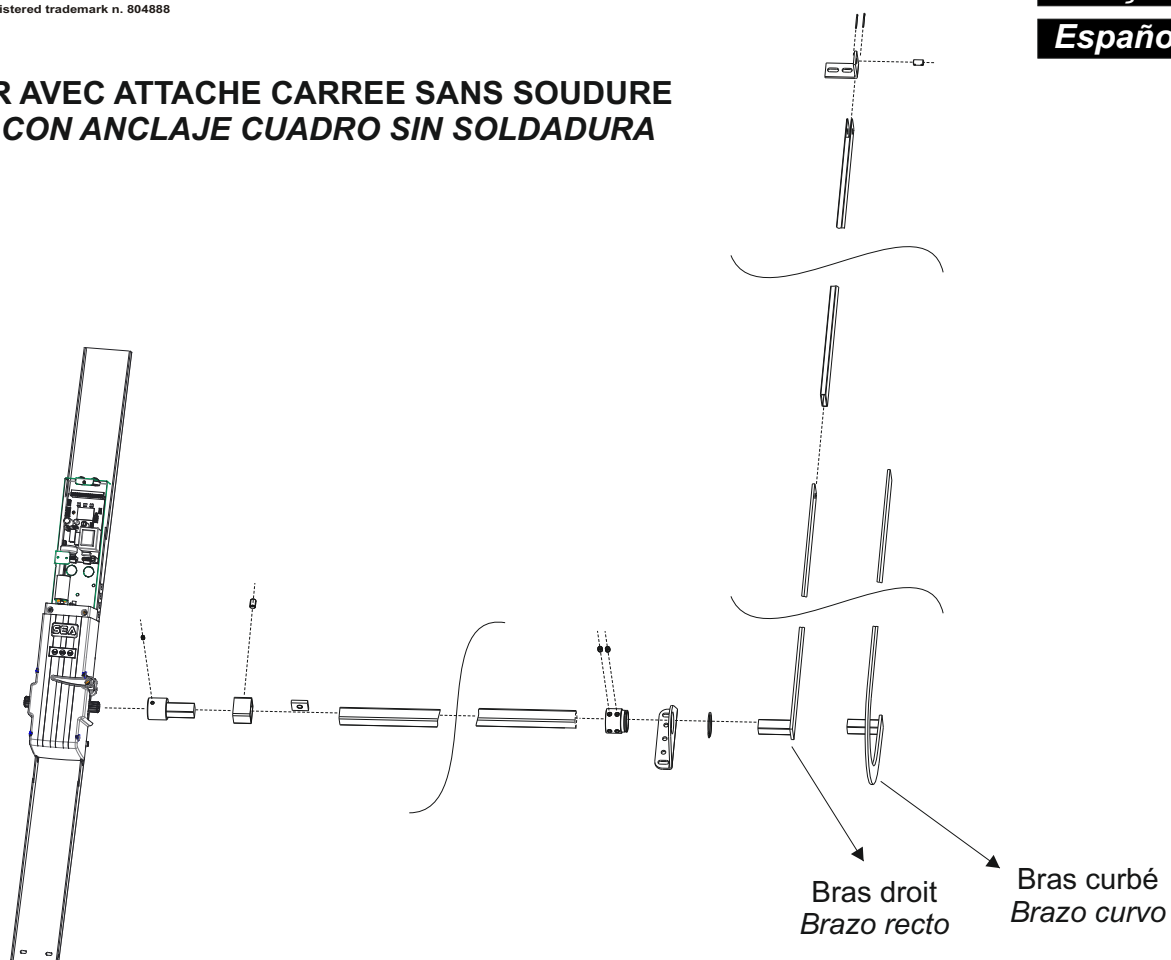 istered trademark n. 804888
Españo
R AVEC ATTACHE CARREE SANS SOUDURE
CON ANCLAJE CUADRO SIN SOLDADURA
SEA
Bras droit
Brazo recto
Bras curbé
Brazo curvo